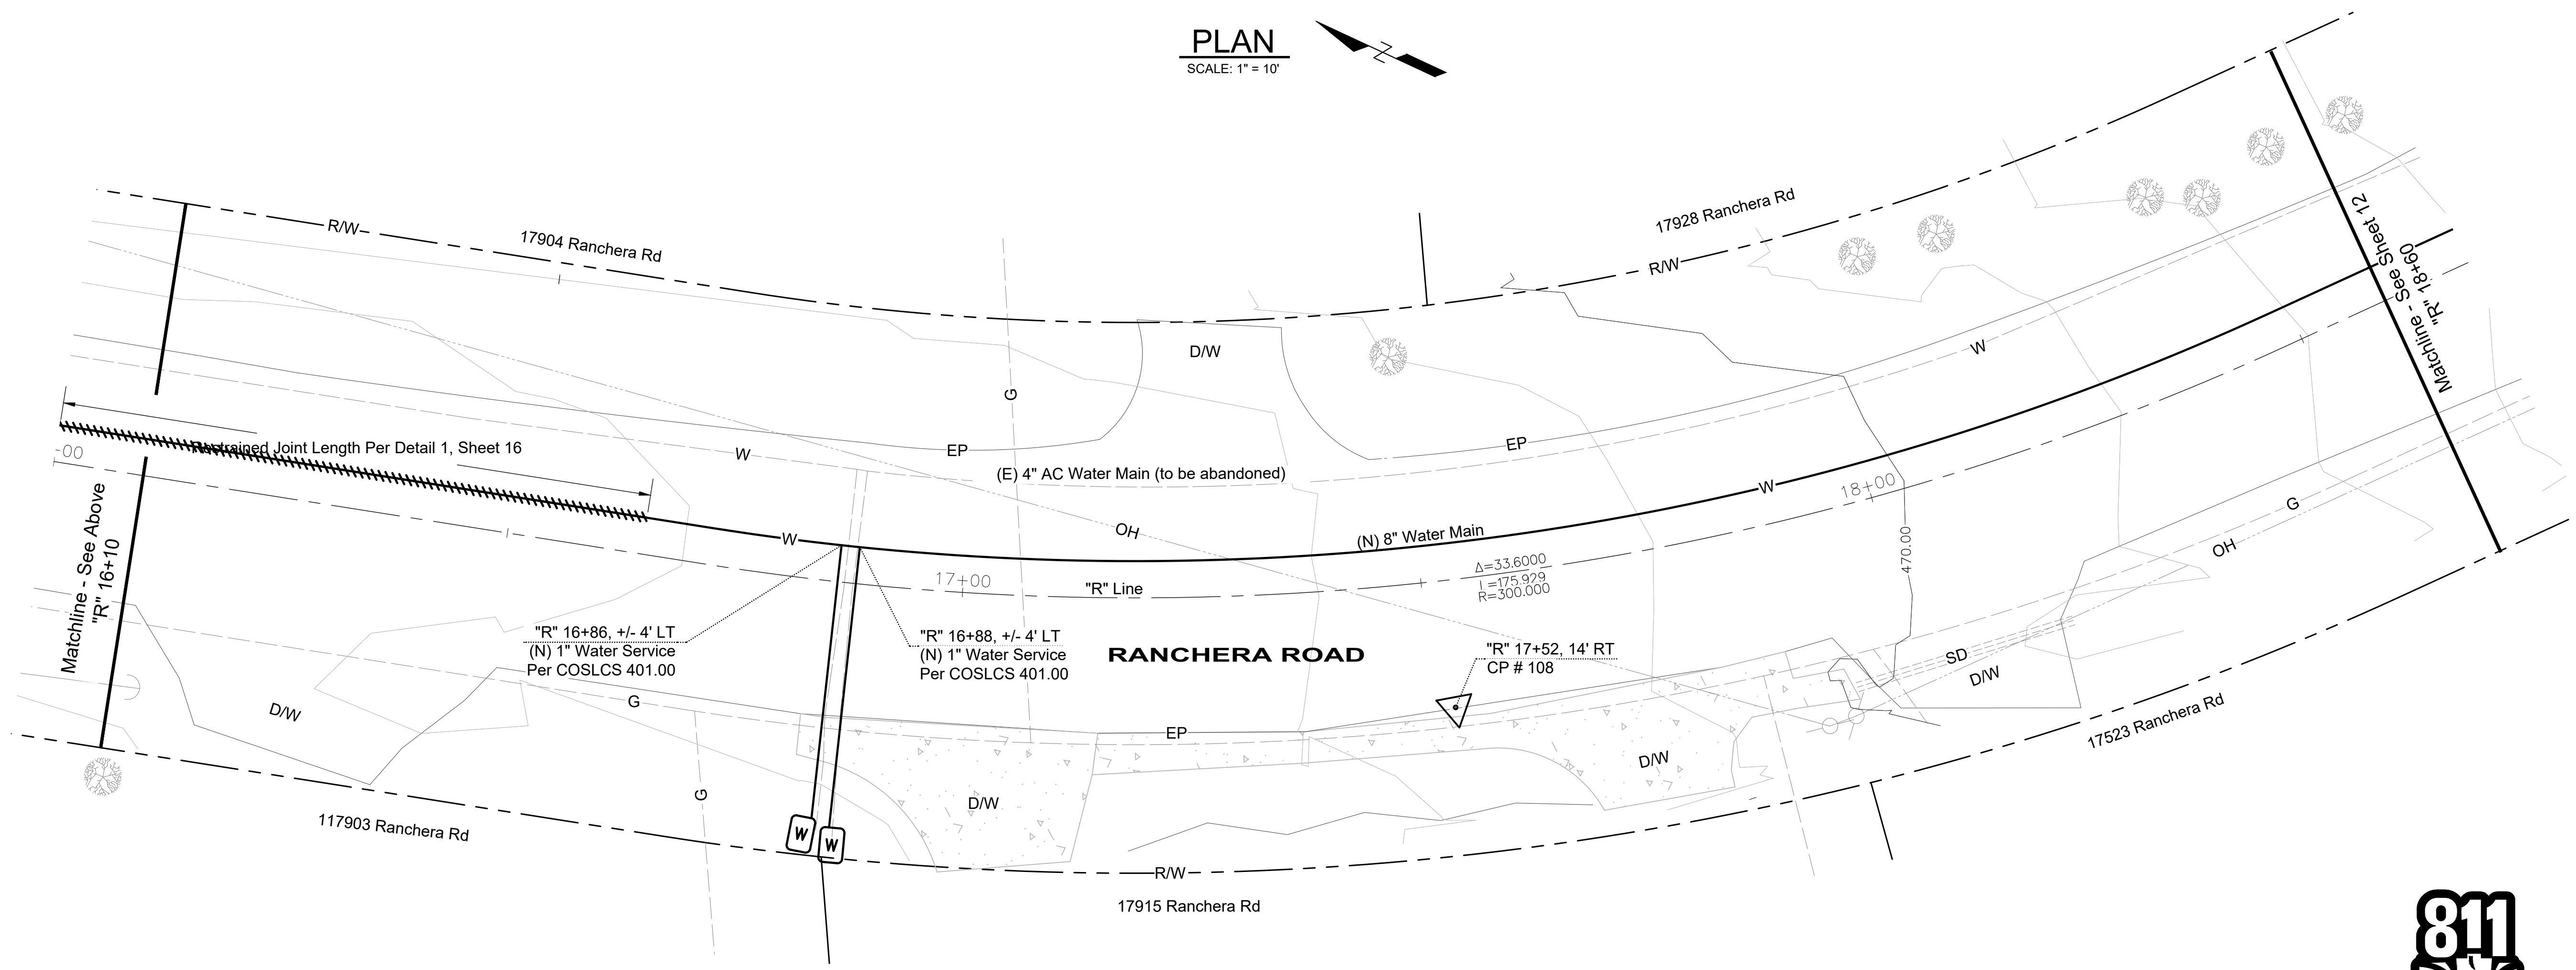 PLAN
SCALE: 1" = 10'
Z
17928 Ranchera Rd
R/W
17904 Ranchera Rd
R/W
Matchline - See Sheet 12
"R" 18+60
W
D/W
G
EP
EP
Restrained Joint Length Per Detail 1, Sheet 16
-00
W
(E) 4" AC Water Main (to be abandoned)
W
18+00
G
OH
(N) 8" Water Main
W
470.00
OH
Matchline - See Above
"R" 16+10
17+00
"R" Line
Δ=33.6000
L=175.929
R=300.000
"R" 16+86, +/- 4' LT
(N) 1" Water Service
Per COSLCS 401.00
"R" 16+88, +/- 4' LT
(N) 1" Water Service
Per COSLCS 401.00
RANCHERA ROAD
"R" 17+52, 14' RT
CP # 108
SD
D/W
D/W
G
EP
17523 Ranchera Rd
D/W
G
D/W
117903 Ranchera Rd
W
W
R/W
17915 Ranchera Rd
811